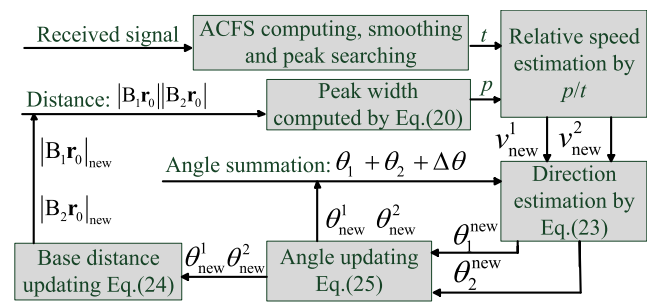 Received signal
ACFS computing, smoothing
and peak searching
t
Relative speed
estimation by
p/t
Distance: |B₁r₀||B₂r₀|
Peak width
computed by Eq.(20)
p
v¹new v²new
|B₁r₀|new
|B₂r₀|new
Angle summation: θ₁ + θ₂ + Δθ
Direction
estimation by
Eq.(23)
θ¹new θ²new
θ₁new
θ₂new
Base distance
updating Eq.(24)
θ¹newθ²new
Angle updating
Eq.(25)